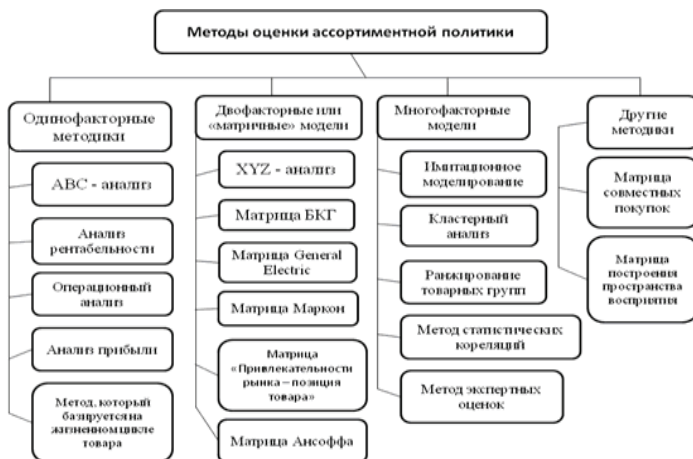 Методы оценки ассортиментной политики
Одинофакторные
методики
АВС - анализ
Анализ
рентабельности
Операционный
анализ
Анализ прибыли
Метод, который
базируется на
жизненном цикле
товара
Двофакторные или
«матричные» модели
XYZ - анализ
Матрица БКГ
Матрица General
Electric
Матрица Маркон
Матрица
«Привлекательности
рынка – позиция
товара»
Матрица Ансоффа
Многофакторные
модели
Имитационное
моделирование
Кластерный
анализ
Ранжирование
товарных групп
Метод статистических
кореляций
Метод экспертных
оценок
Другие
методики
Матрица
совместных
покупок
Матрица
построения
пространства
восприятия